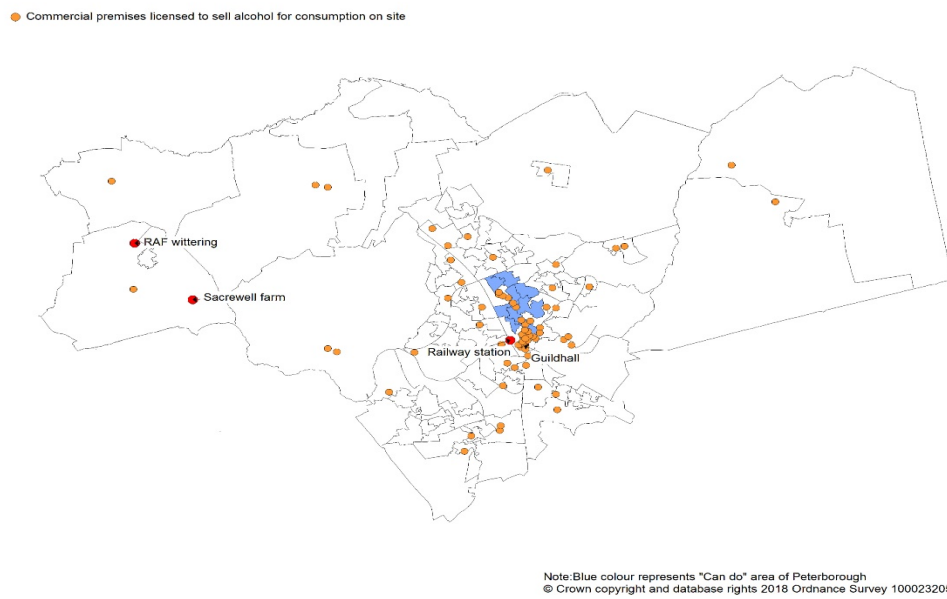 Commercial premises licensed to sell alcohol for consumption on site
RAF wittering
Sacrewell farm
Railway station
Guildhall
Note:Blue colour represents "Can do" area of Peterborough
© Crown copyright and database rights 2018 Ordnance Survey